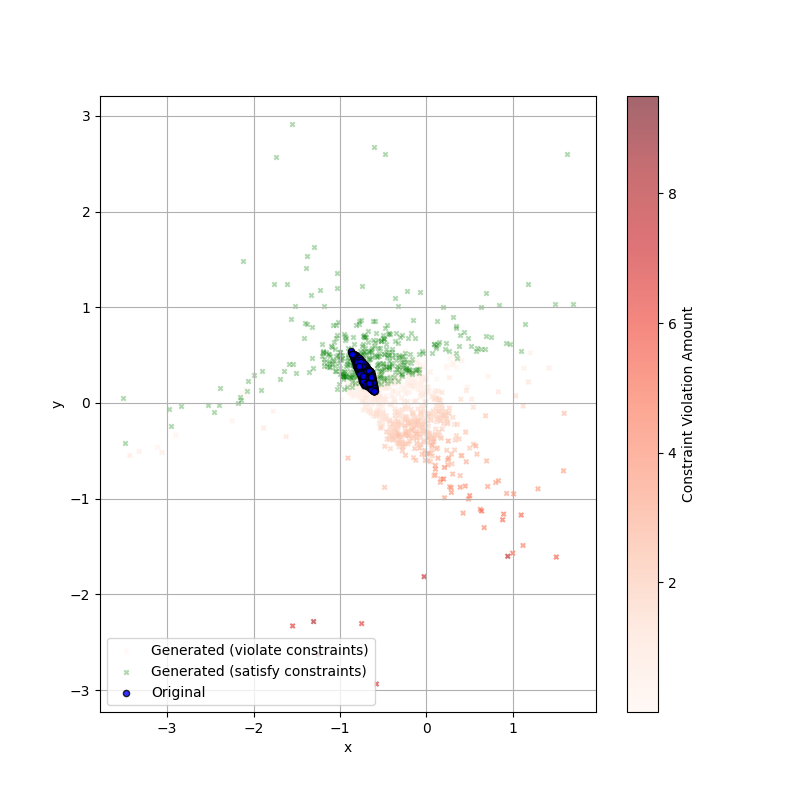 3
2
1
0
−1
−2
−3
y
−3
−2
−1
0
1
x
Generated (violate constraints)
Generated (satisfy constraints)
Original
8
6
4
2
Constraint Violation Amount